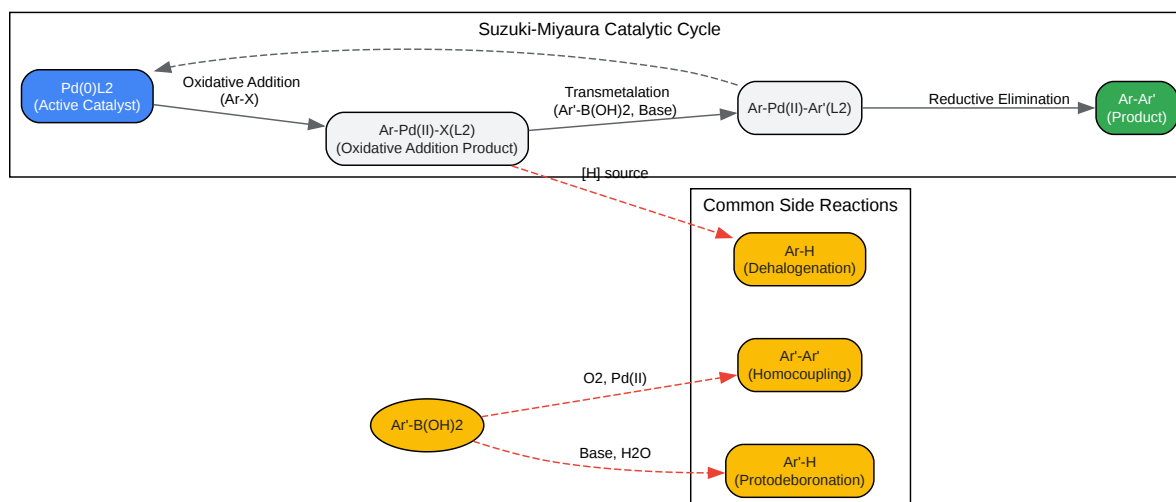 Suzuki-Miyaura Catalytic Cycle
Pd(0)L2
(Active Catalyst)
Oxidative Addition
(Ar-X)
Ar-Pd(II)-X(L2)
(Oxidative Addition Product)
Transmetalation
(Ar'-B(OH)2, Base)
Ar-Pd(II)-Ar'(L2)
Reductive Elimination
Ar-Ar'
(Product)
[H] source
Common Side Reactions
Ar-H
(Dehalogenation)
Ar'-Ar'
(Homocoupling)
O2, Pd(II)
Ar'-B(OH)2
Base, H2O
Ar'-H
(Protodeboronation)